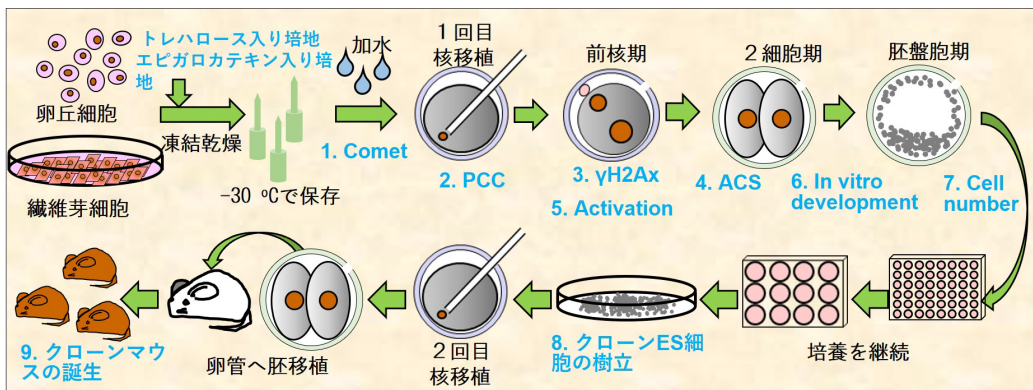 トレハロース入り培地
エピガロカテキン入り培
地
卵丘細胞
凍結乾燥
繊維芽細胞
-30 ºCで保存
加水
1. Comet
1回目
核移植
2. PCC
前核期
3. γH2Ax
5. Activation
2細胞期
4. ACS
6. In vitro
development
胚盤胞期
7. Cell
number
培養を継続
8. クローンES細
胞の樹立
2回目
核移植
卵管へ胚移植
9. クローンマウ
スの誕生